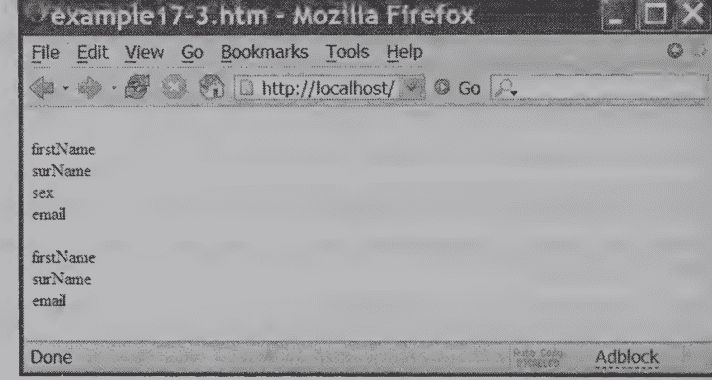 example17-3.htm - Mozilla Firefox
File Edit View Go Bookmarks Tools Help
http://localhost/ Go
firstName
surName
sex
email
firstName
surName
email
Done Adblock